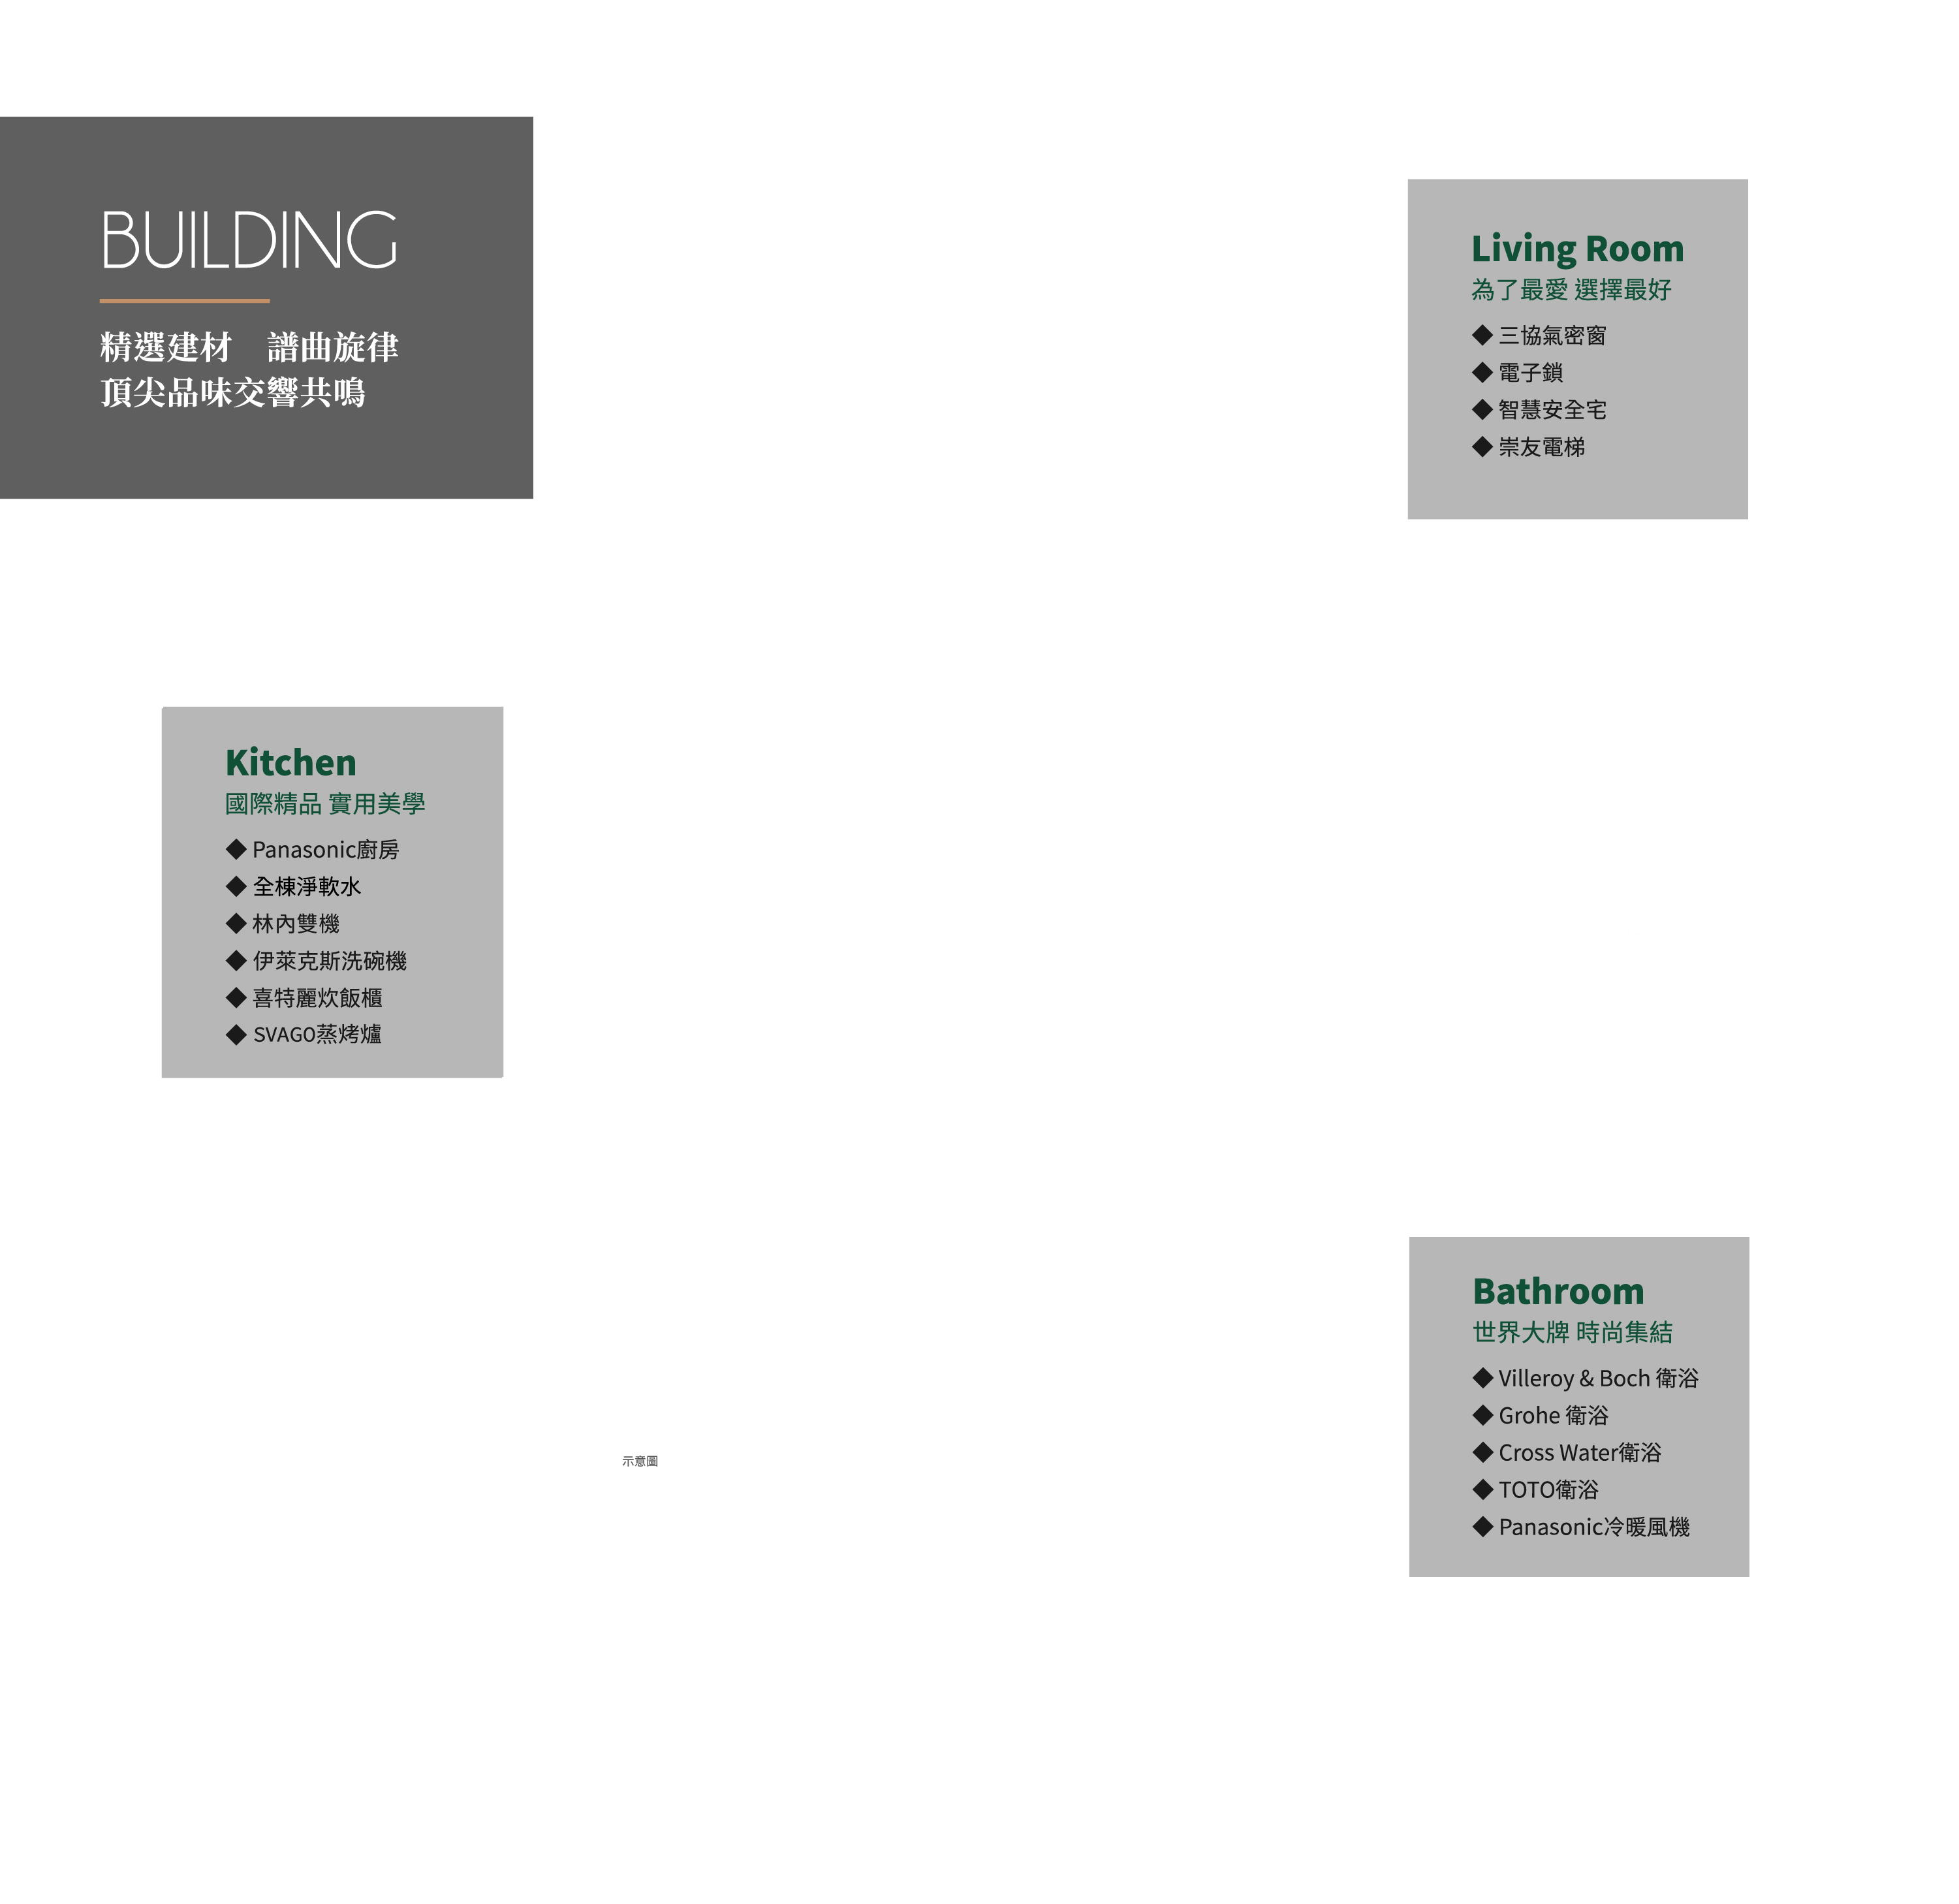 BUILDING
精選建材　譜曲旋律
頂尖品味交響共鳴
Living Room
為了最愛 選擇最好
◆ 三協氣密窗
◆ 電子鎖
◆ 智慧安全宅
◆ 崇友電梯
Kitchen
國際精品 實用美學
◆ Panasonic廚房
◆ 全棟淨軟水
◆ 林內雙機
◆ 伊萊克斯洗碗機
◆ 喜特麗炊飯櫃
◆ SVAGO蒸烤爐
Bathroom
世界大牌 時尚集結
◆ Villeroy & Boch 衛浴
◆ Grohe 衛浴
◆ Cross Water衛浴
◆ TOTO衛浴
◆ Panasonic冷暖風機
示意圖